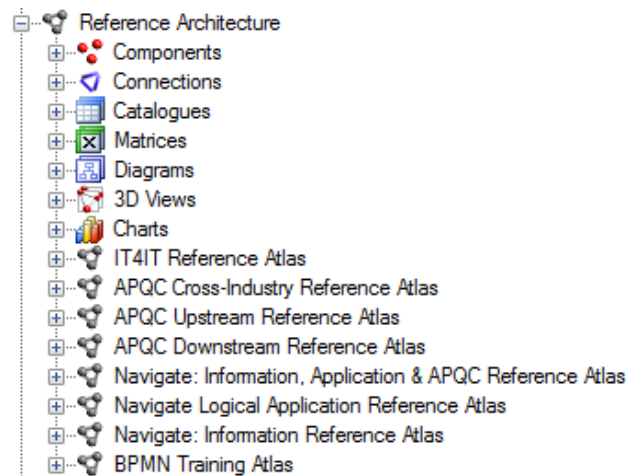 Reference Architecture
Components
Connections
Catalogues
Matrices
Diagrams
3D Views
Charts
IT4IT Reference Atlas
APQC Cross-Industry Reference Atlas
APQC Upstream Reference Atlas
APQC Downstream Reference Atlas
Navigate: Information, Application & APQC Reference Atlas
Navigate Logical Application Reference Atlas
Navigate: Information Reference Atlas
BPMN Training Atlas